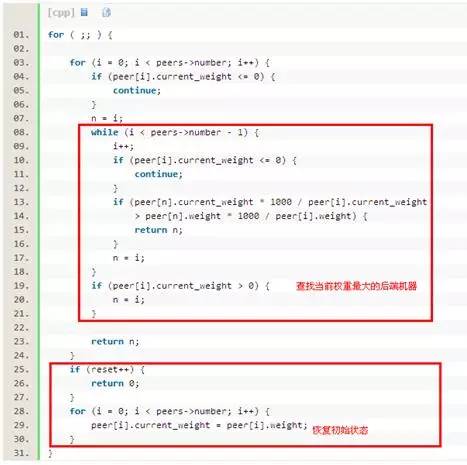 [cpp]
01. for ( ;; ) {
02.
03.     for (i = 0; i < peers->number; i++) {
04.         if (peer[i].current_weight <= 0) {
05.             continue;
06.         }
07.         n = i;
08.         while (i < peers->number - 1) {
09.             i++;
10.             if (peer[i].current_weight <= 0) {
11.                 continue;
12.             }
13.             if (peer[n].current_weight * 1000 / peer[i].current_weight
14.                 > peer[n].weight * 1000 / peer[i].weight) {
15.                 return n;
16.             }
17.             n = i;
18.         }
19.         if (peer[i].current_weight > 0) { 查找当前权重最大的后端机器
20.             n = i;
21.         }
22.
23.         return n;
24.     }
25.     if (reset++) {
26.         return 0;
27.     }
28.     for (i = 0; i < peers->number; i++) {
29.         peer[i].current_weight = peer[i].weight; 恢复初始状态
30.     }
31. }